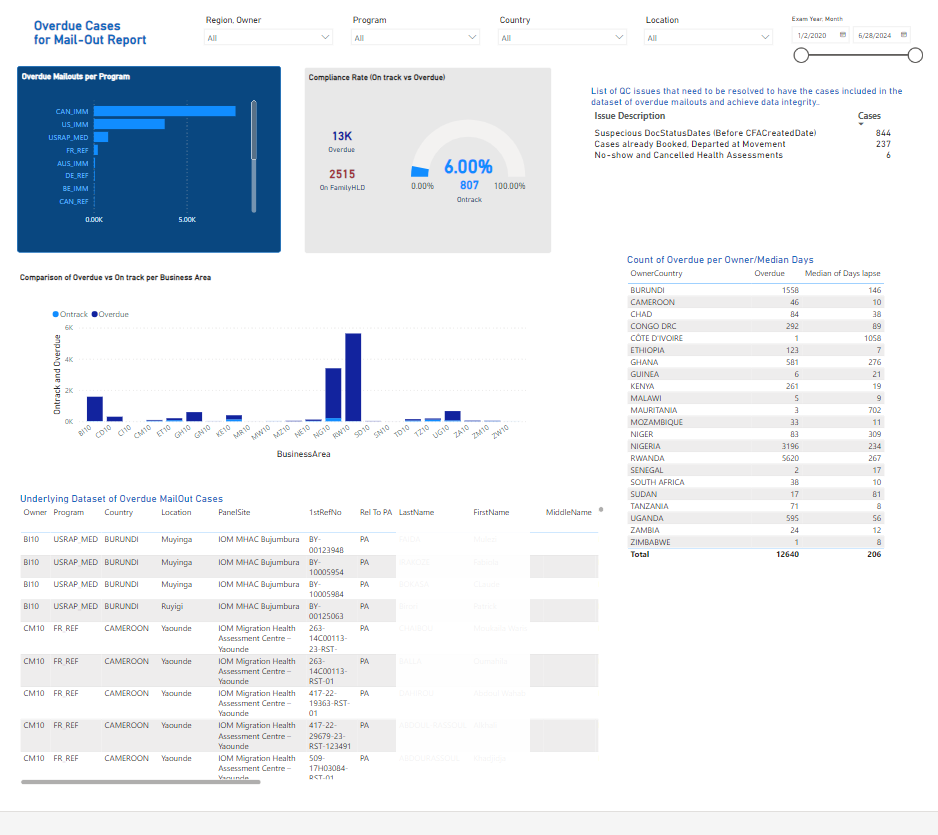 Overdue Cases
for Mail-Out Report
Region, Owner
All
Program
All
Country
All
Location
All
Exam Year, Month
1/2/2020
6/28/2024
Overdue Mailouts per Program
CAN_IMM
US_IMM
USRAP_MED
FR_REF
AUS_IMM
DE_REF
BE_IMM
CAN_REF
0.00K 5.00K
Compliance Rate (On track vs Overdue)
13K
Overdue
2515
On FamilyHLD
6.00%
0.00% 807 100.00%
Ontrack
List of QC issues that need to be resolved to have the cases included in the
dataset of overdue mailouts and achieve data integrity..
Issue Description Cases
Suspecious DocStatusDates (Before CFACreatedDate) 844
Cases already Booked, Departed at Movement 237
No-show and Cancelled Health Assessments 6
Comparison of Overdue vs On track per Business Area
Ontrack Overdue
Ontrack and Overdue
6K
4K
2K
0K
BI10 CD10 CI10 CM10 ET10 GH10 GN10 KE10 MR10 MW10 MZ10 NE10 NG10 RW10 SD10 SN10 TD10 TZ10 UG10 ZA10 ZM10 ZW10
BusinessArea
Count of Overdue per Owner/Median Days
OwnerCountry Overdue Median of Days lapse
BURUNDI 1558 146
CAMEROON 46 10
CHAD 84 38
CONGO DRC 292 89
CÔTE D'IVOIRE 1 1058
ETHIOPIA 123 7
GHANA 581 276
GUINEA 6 21
KENYA 261 19
MALAWI 5 9
MAURITANIA 3 702
MOZAMBIQUE 33 11
NIGER 83 309
NIGERIA 3196 234
RWANDA 5620 267
SENEGAL 2 17
SOUTH AFRICA 38 10
SUDAN 17 81
TANZANIA 71 8
UGANDA 595 56
ZAMBIA 24 12
ZIMBABWE 1 8
Total 12640 206
Underlying Dataset of Overdue MailOut Cases
Owner Program Country Location PanelSite 1stRefNo Rel To PA LastName FirstName MiddleName
BI10 USRAP_MED BURUNDI Muyinga IOM MHAC Bujumbura BY- PA
00123948
BI10 USRAP_MED BURUNDI Muyinga IOM MHAC Bujumbura BY- PA
10005954
BI10 USRAP_MED BURUNDI Muyinga IOM MHAC Bujumbura BY- PA
10005984
BI10 USRAP_MED BURUNDI Ruyigi IOM MHAC Bujumbura BY- PA
00125063
CM10 FR_REF CAMEROON Yaounde IOM Migration Health 263- PA
Assessment Centre – 14C00113-
Yaounde 23-RST-
CM10 FR_REF CAMEROON Yaounde IOM Migration Health 263- PA
Assessment Centre – 14C00113-
Yaounde RST-01
CM10 FR_REF CAMEROON Yaounde IOM Migration Health 417-22- PA
Assessment Centre – 19363-RST-
Yaounde 01
CM10 FR_REF CAMEROON Yaounde IOM Migration Health 417-22- PA
Assessment Centre – 29679-23-
Yaounde RST-123491
CM10 FR_REF CAMEROON Yaounde IOM Migration Health 509- PA
Assessment Centre – 17H03084-
Yaounde RST-01